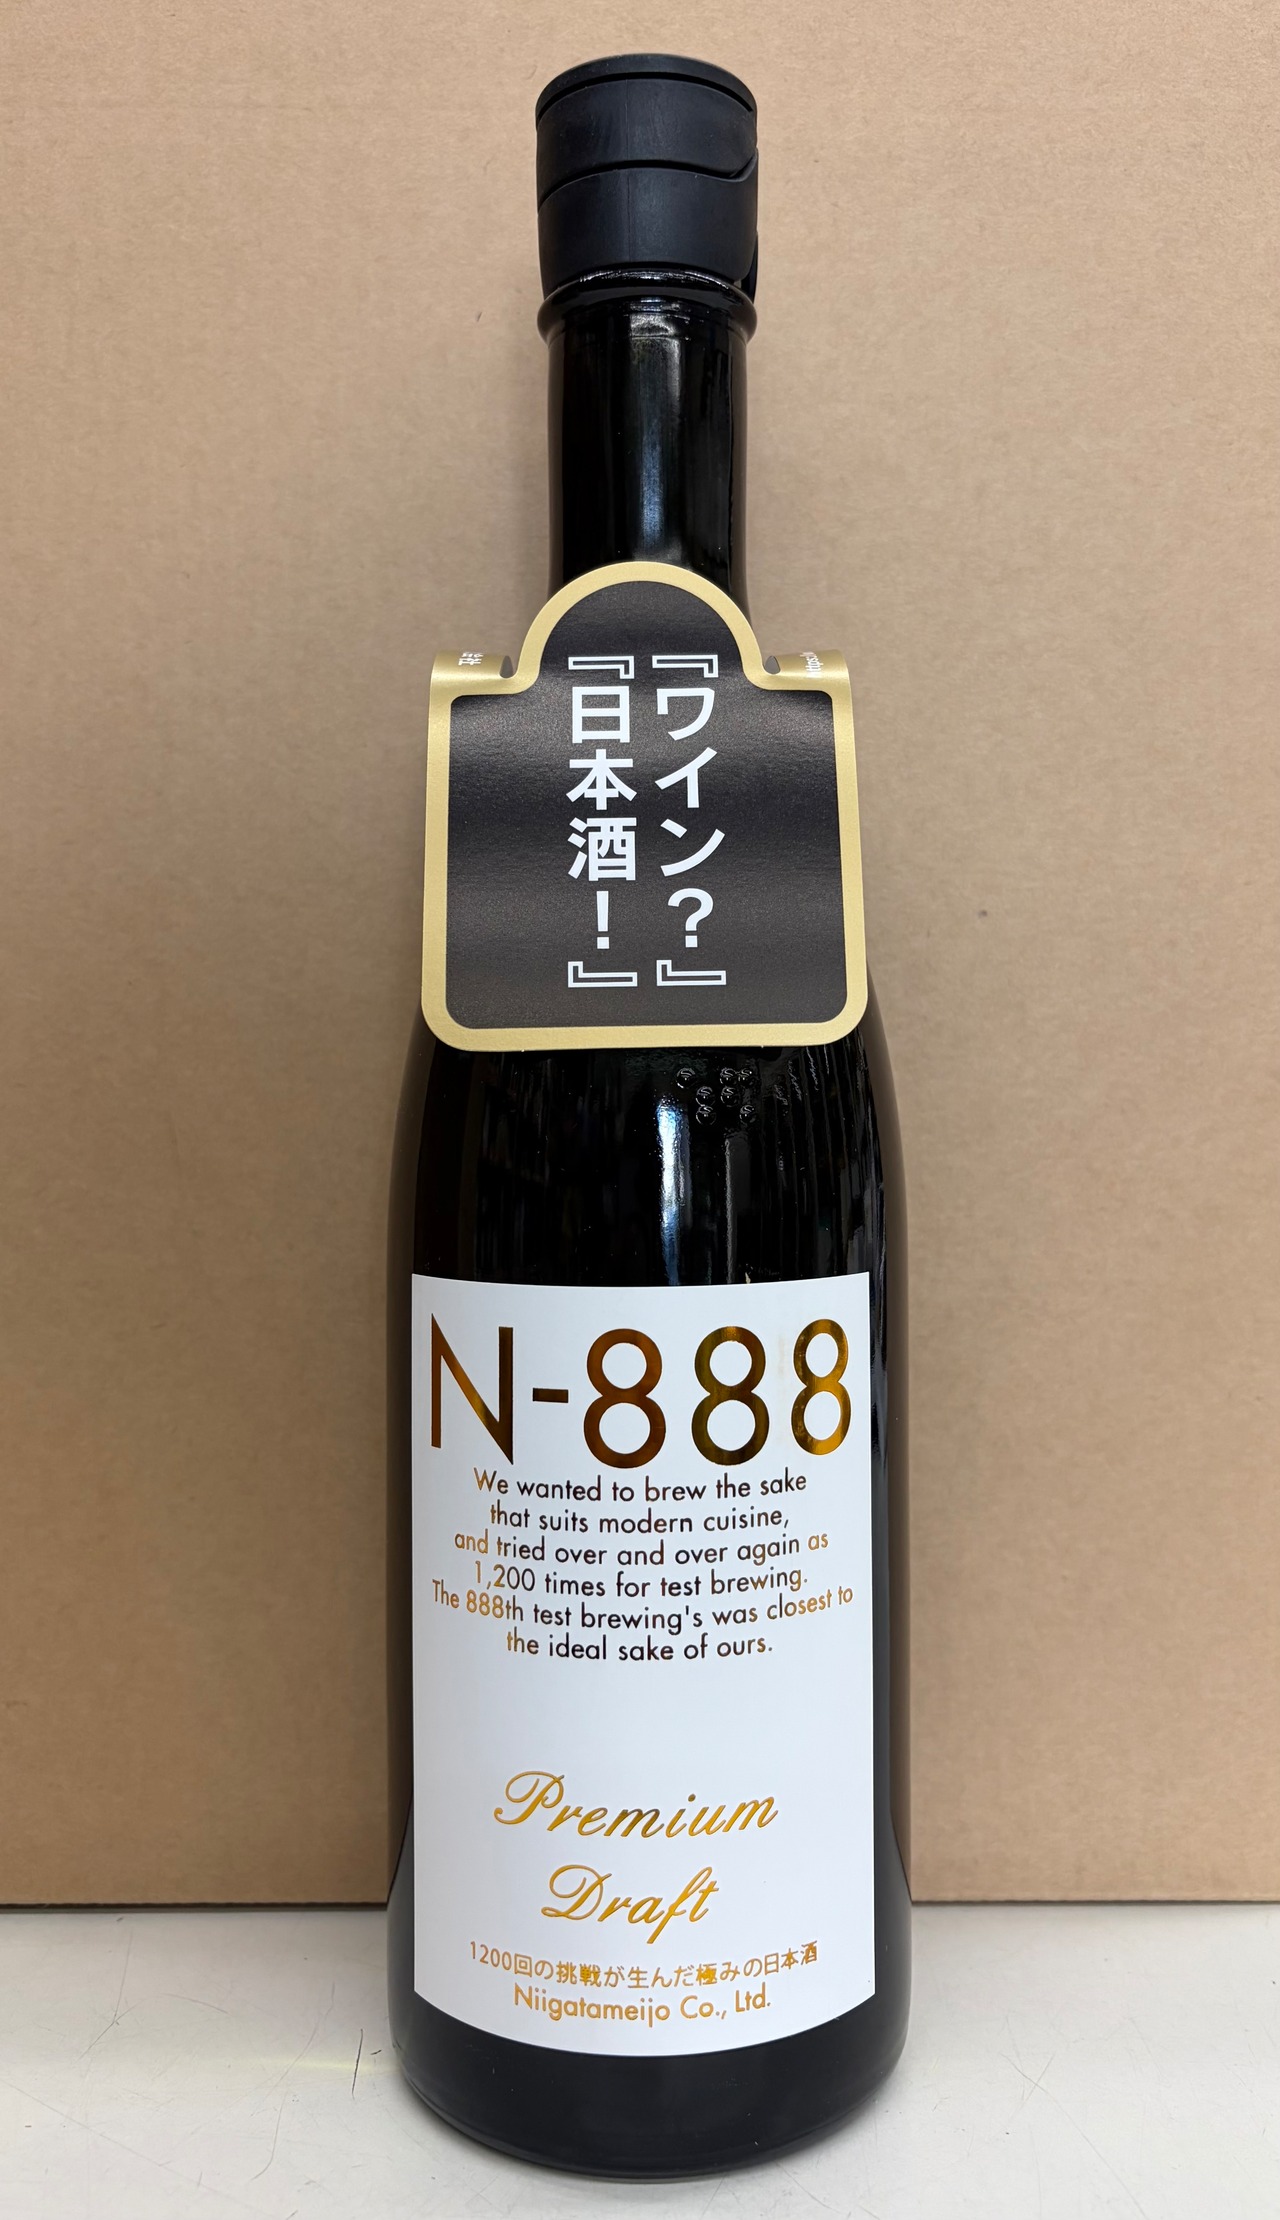 『ワイン？』
『日本酒！』
N-888
We wanted to brew the sake
that suits modern cuisine,
and tried over and over again as
1,200 times for test brewing.
The 888th test brewing's was closest to
the ideal sake of ours.
Premium
Draft
1200回の挑戦が生んだ極みの日本酒
Niigatameijo Co., Ltd.